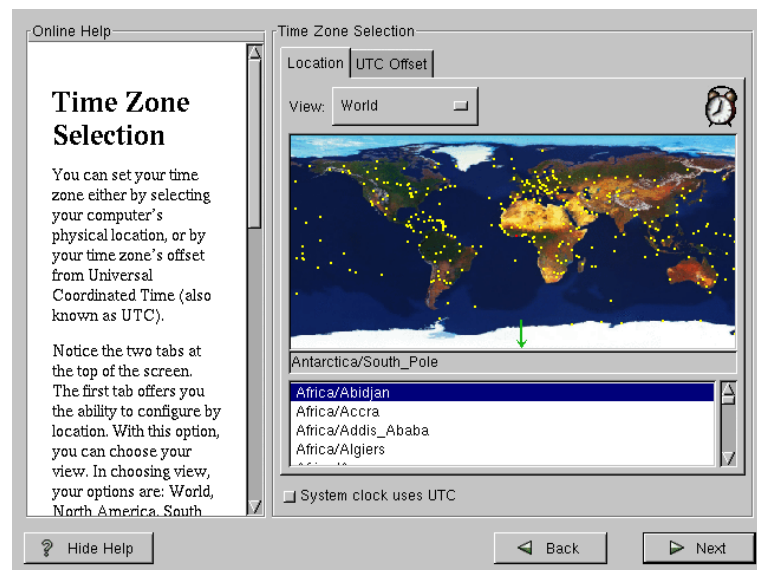 Online Help
Time Zone
Selection
You can set your time
zone either by selecting
your computer's
physical location, or by
your time zone's offset
from Universal
Coordinated Time (also
known as UTC).
Notice the two tabs at
the top of the screen.
The first tab offers you
the ability to configure by
location. With this option,
you can choose your
view. In choosing view,
your options are: World,
North America, South
Time Zone Selection
Location
UTC Offset
View: World
Antarctica/South_Pole
Africa/Abidjan
Africa/Accra
Africa/Addis_Ababa
Africa/Algiers
System clock uses UTC
? Hide Help
Back
Next